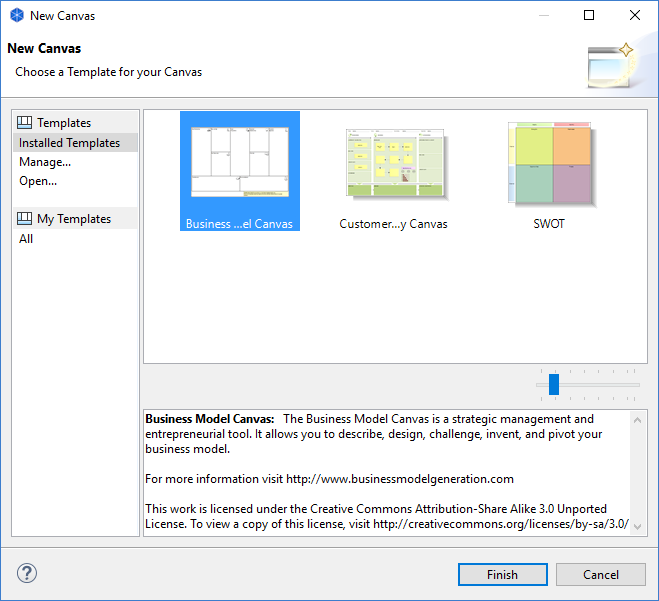 New Canvas
New Canvas
Choose a Template for your Canvas
Templates
Installed Templates
Manage...
Open...
My Templates
All
Business ...el Canvas
Customer...y Canvas
SWOT
Business Model Canvas: The Business Model Canvas is a strategic management and
entrepreneurial tool. It allows you to describe, design, challenge, invent, and pivot your
business model.
For more information visit http://www.businessmodelgeneration.com
This work is licensed under the Creative Commons Attribution-Share Alike 3.0 Unported
License. To view a copy of this license, visit http://creativecommons.org/licenses/by-sa/3.0/
?
Finish
Cancel